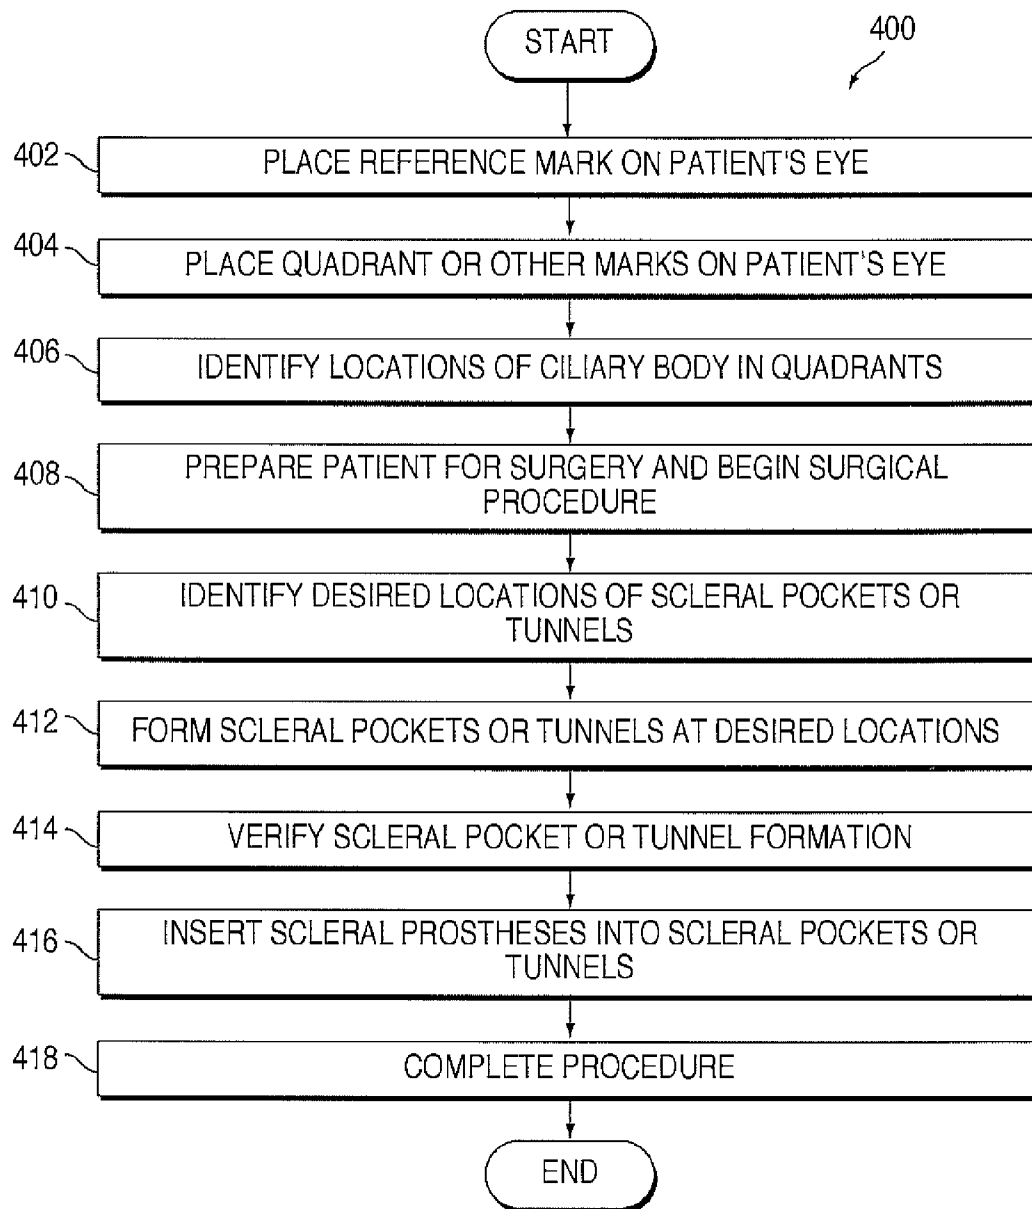 START
400
402
PLACE REFERENCE MARK ON PATIENT'S EYE
404
PLACE QUADRANT OR OTHER MARKS ON PATIENT'S EYE
406
IDENTIFY LOCATIONS OF CILIARY BODY IN QUADRANTS
408
PREPARE PATIENT FOR SURGERY AND BEGIN SURGICAL
PROCEDURE
410
IDENTIFY DESIRED LOCATIONS OF SCLERAL POCKETS OR
TUNNELS
412
FORM SCLERAL POCKETS OR TUNNELS AT DESIRED LOCATIONS
414
VERIFY SCLERAL POCKET OR TUNNEL FORMATION
416
INSERT SCLERAL PROSTHESES INTO SCLERAL POCKETS OR
TUNNELS
418
COMPLETE PROCEDURE
END